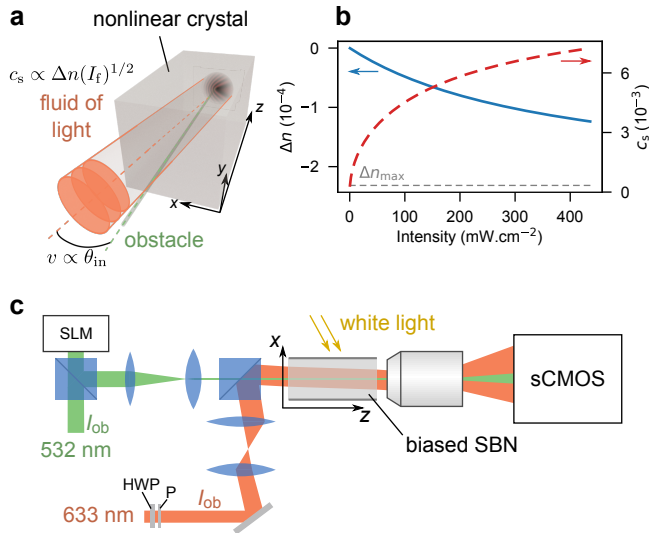 a
nonlinear crystal
c_s ∝ Δn(I_f)^{1/2}
fluid of
light
z
y
x
obstacle
v ∝ θ_in
b
0
−1
−2
Δn (10⁻⁴)
Δn_max
6
3
0
c_s (10⁻³)
0 100 200 300 400
Intensity (mW.cm⁻²)
c
SLM
white light
x
z
sCMOS
biased SBN
I_ob
532 nm
HWP
P
I_ob
633 nm